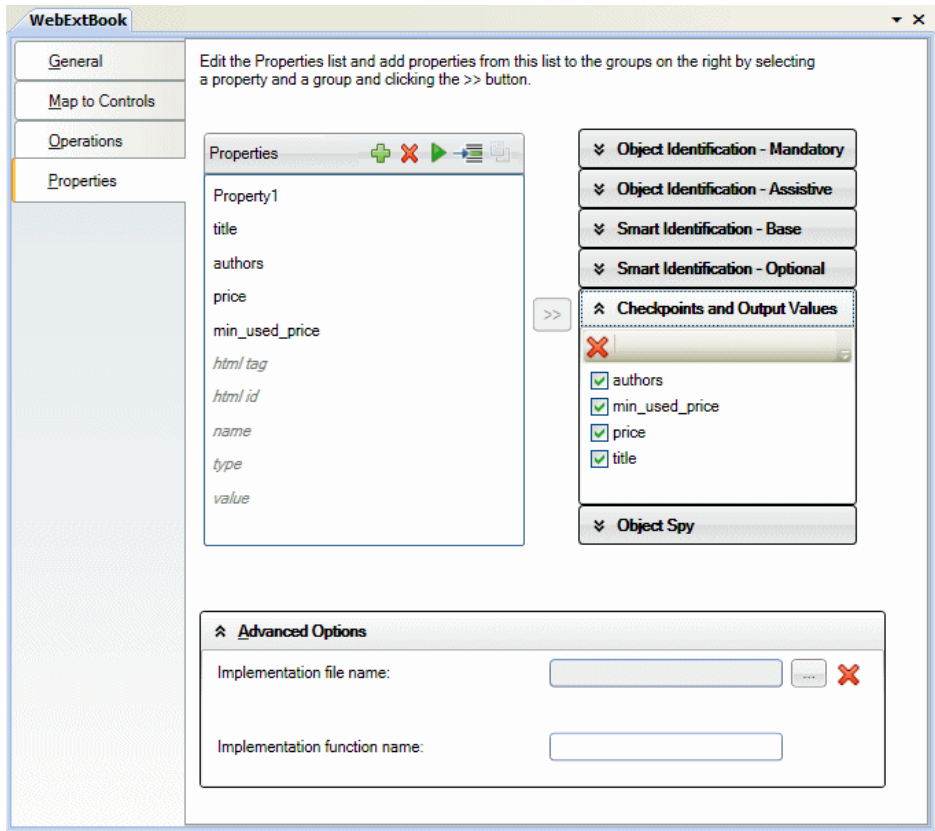 WebExtBook
General
Map to Controls
Operations
Properties
Edit the Properties list and add properties from this list to the groups on the right by selecting
a property and a group and clicking the >> button.
Properties
Property1
title
authors
price
min_used_price
html tag
html id
name
type
value
>>
Object Identification - Mandatory
Object Identification - Assistive
Smart Identification - Base
Smart Identification - Optional
Checkpoints and Output Values
authors
min_used_price
price
title
Object Spy
Advanced Options
Implementation file name:
...
Implementation function name: